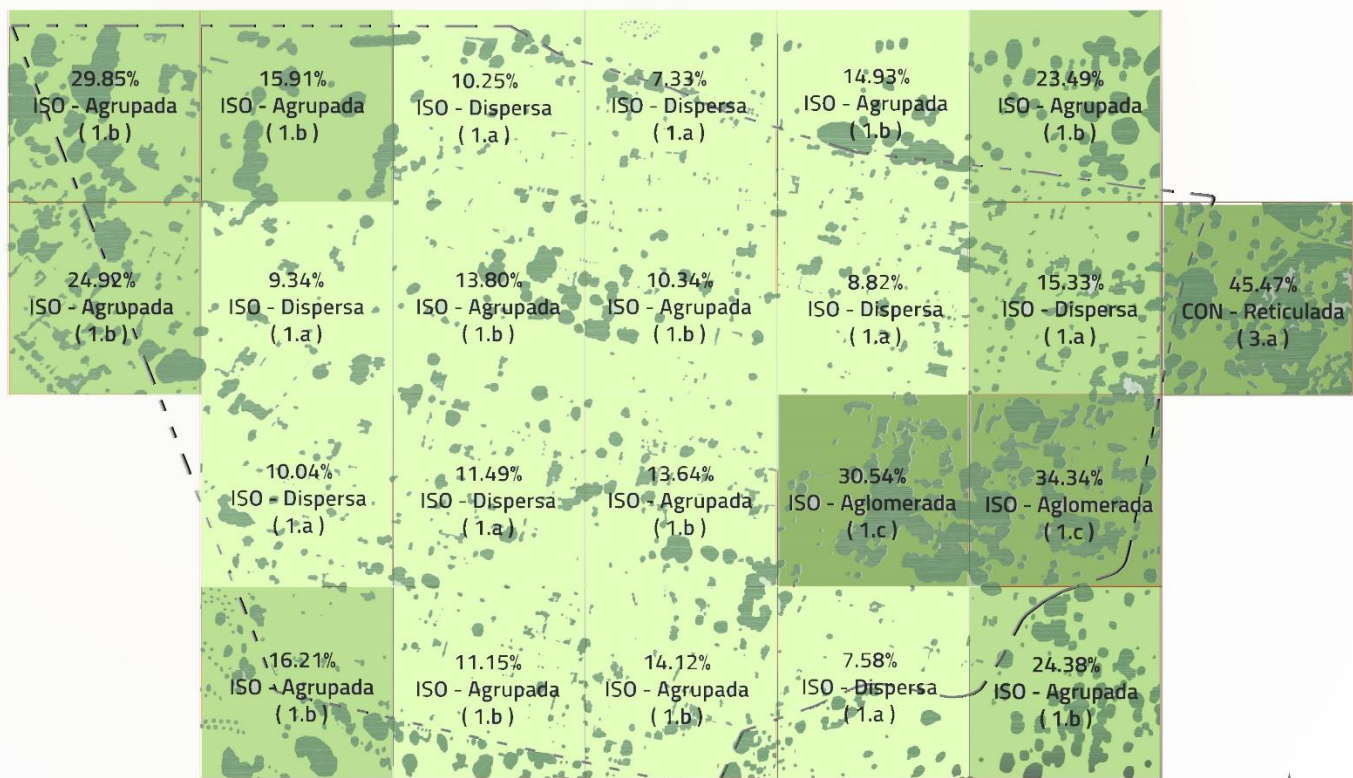 29.85%
ISO - Agrupada
( 1.b )
15.91%
ISO - Agrupada
( 1.b )
10.25%
ISO - Dispersa
( 1.a )
7.33%
ISO - Dispersa
( 1.a )
14.93%
ISO - Agrupada
( 1.b )
23.49%
ISO - Agrupada
( 1.b )
24.92%
ISO - Agrupada
( 1.b )
9.34%
ISO - Dispersa
( 1.a )
13.80%
ISO - Agrupada
( 1.b )
10.34%
ISO - Agrupada
( 1.b )
8.82%
ISO - Dispersa
( 1.a )
15.33%
ISO - Dispersa
( 1.a )
45.47%
CON - Reticulada
( 3.a )
10.04%
ISO - Dispersa
( 1.a )
11.49%
ISO - Dispersa
( 1.a )
13.64%
ISO - Agrupada
( 1.b )
30.54%
ISO - Aglomerada
( 1.c )
34.34%
ISO - Aglomerada
( 1.c )
16.21%
ISO - Agrupada
( 1.b )
11.15%
ISO - Agrupada
( 1.b )
14.12%
ISO - Agrupada
( 1.b )
7.58%
ISO - Dispersa
( 1.a )
24.38%
ISO - Agrupada
( 1.b )